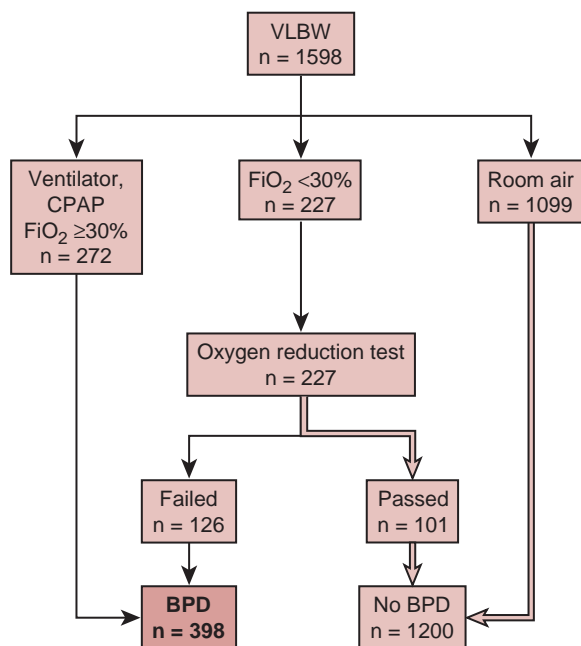 VLBW
n = 1598
Ventilator,
CPAP
FiO₂ ≥30%
n = 272
FiO₂ <30%
n = 227
Room air
n = 1099
Oxygen reduction test
n = 227
Failed
n = 126
Passed
n = 101
BPD
n = 398
No BPD
n = 1200